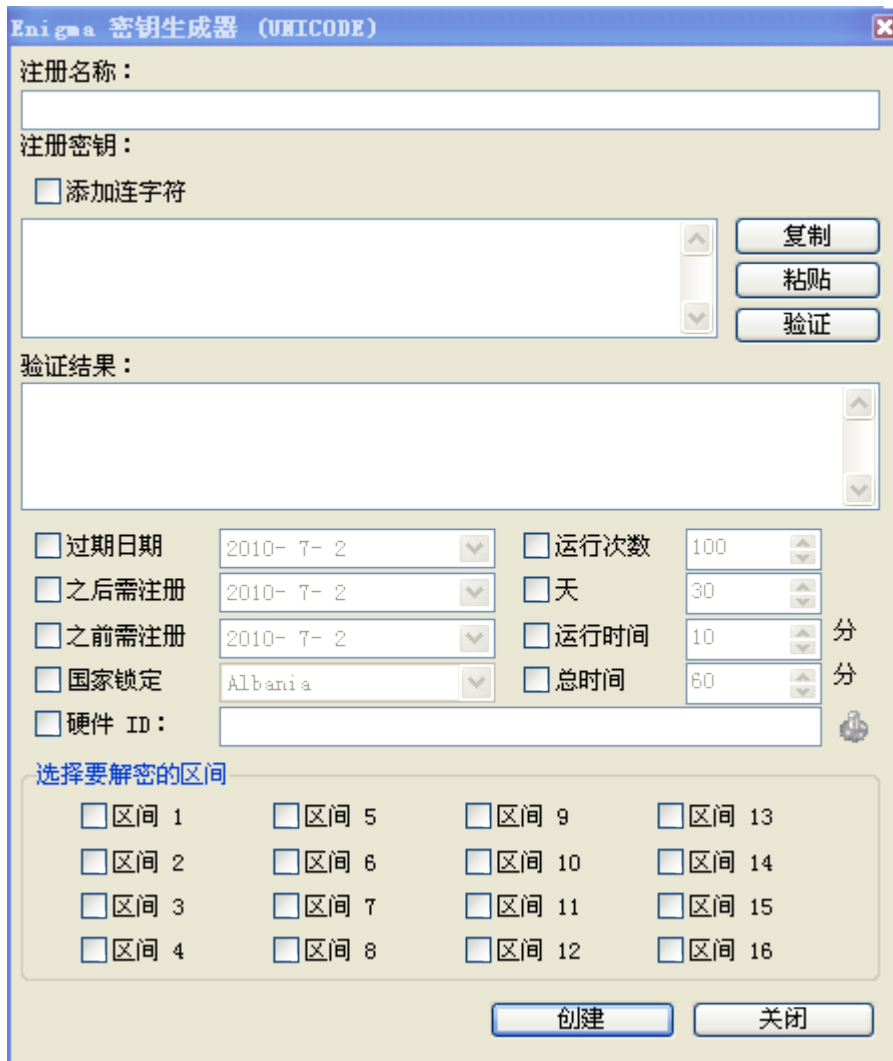 Enigma 密钥生成器 (UNICODE)
注册名称：
注册密钥：
添加连字符
复制
粘贴
验证
验证结果：
过期日期 2010- 7- 2 运行次数 100
之后需注册 2010- 7- 2 天 30
之前需注册 2010- 7- 2 运行时间 10 分
国家锁定 Albania 总时间 60 分
硬件 ID：
选择要解密的区间
区间 1 区间 5 区间 9 区间 13
区间 2 区间 6 区间 10 区间 14
区间 3 区间 7 区间 11 区间 15
区间 4 区间 8 区间 12 区间 16
创建 关闭